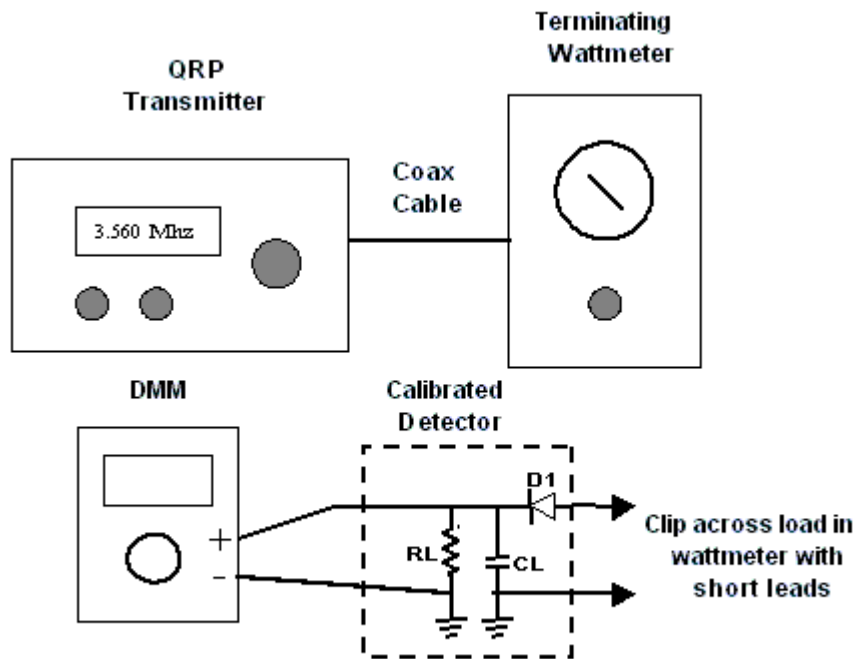 Terminating
Wattmeter
QRP
Transmitter
Coax
Cable
3.560 Mhz
DMM
Calibrated
Detector
D1
+
-
RL
CL
Clip across load in
wattmeter with
short leads